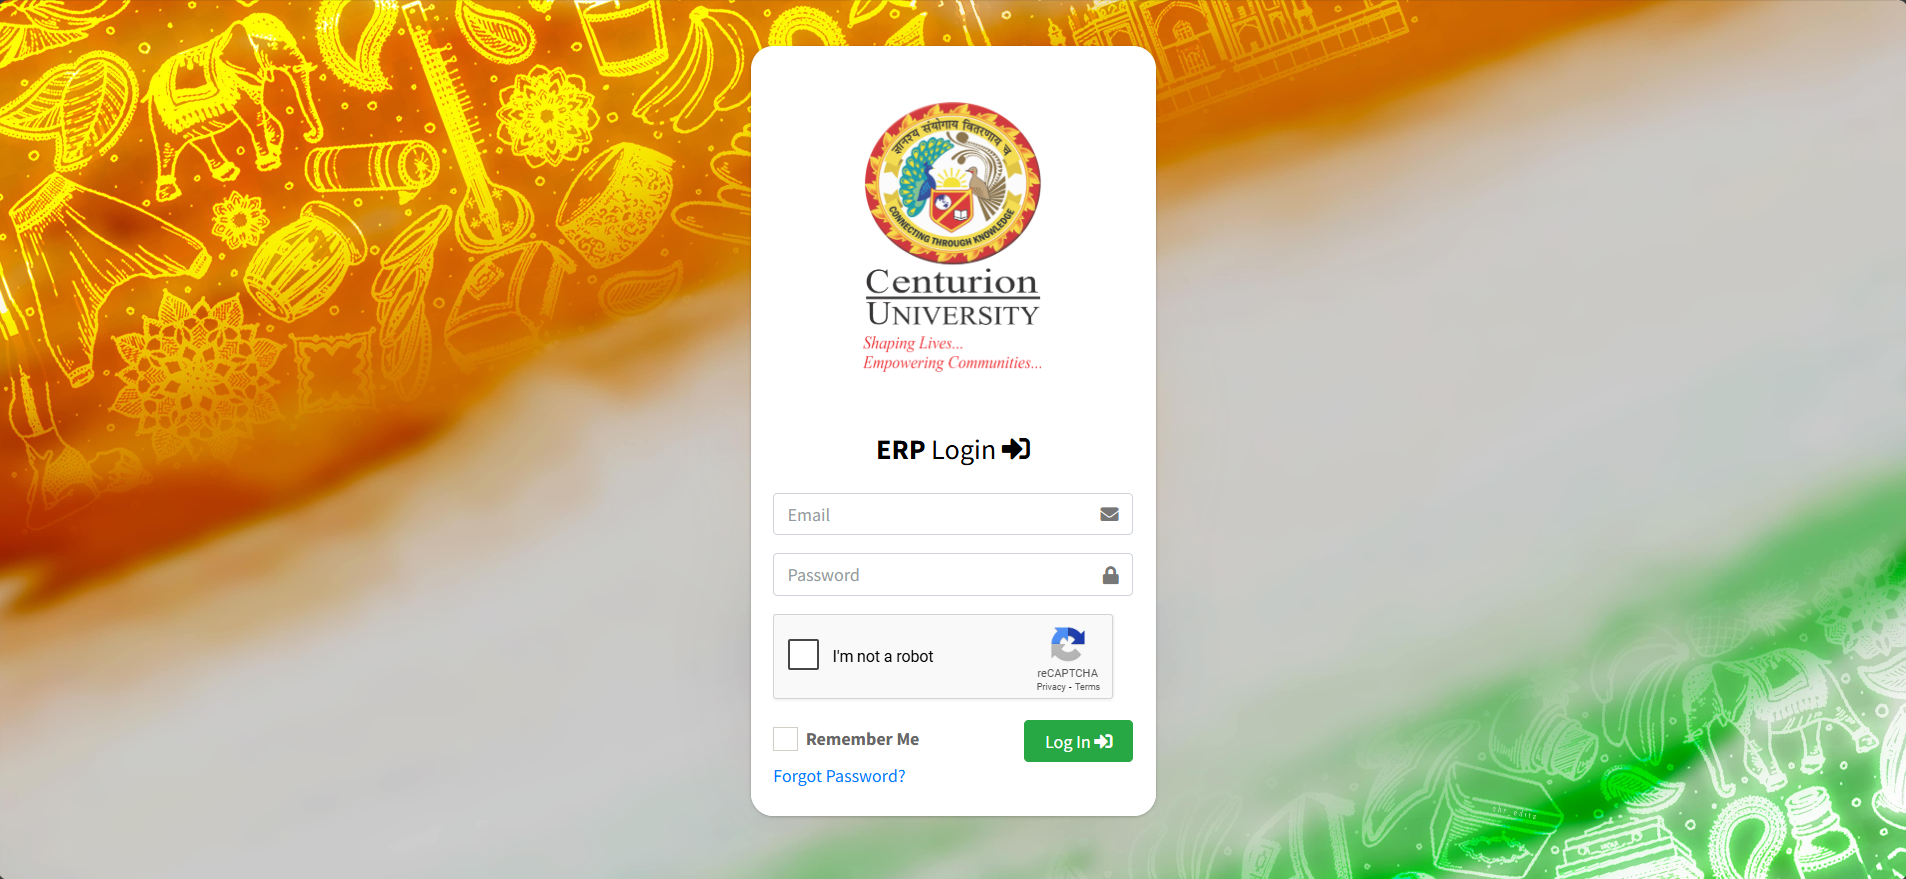 ज्ञानश्य संयोगाय वितरणाय च
CONNECTING THROUGH KNOWLEDGE
Centurion
UNIVERSITY
Shaping Lives...
Empowering Communities...
ERP Login
Email
Password
I'm not a robot
reCAPTCHA
Privacy - Terms
Remember Me
Log In
Forgot Password?